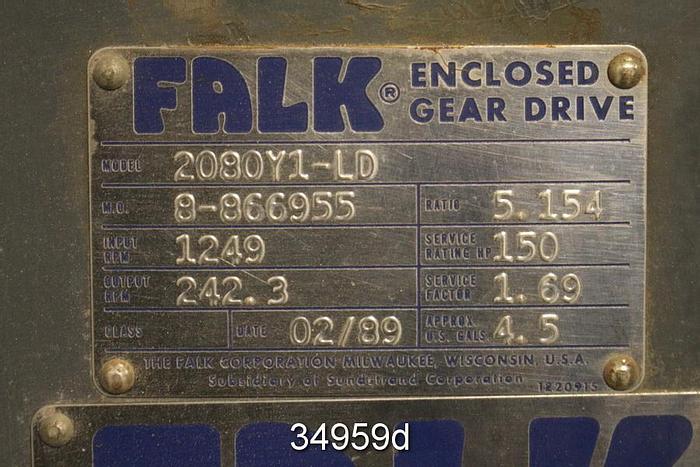 FALK® ENCLOSED
GEAR DRIVE
MODEL 2080Y1-LD
M.O. 8-866955 RATIO 5.154
INPUT RPM 1249 SERVICE RATING HP 150
OUTPUT RPM 242.3 SERVICE FACTOR 1.69
CLASS DATE 02/89 APPROX U.S. GALS 4.5
THE FALK CORPORATION MILWAUKEE, WISCONSIN, U.S.A.
Subsidiary of Sundstrand Corporation 1220915
34959d